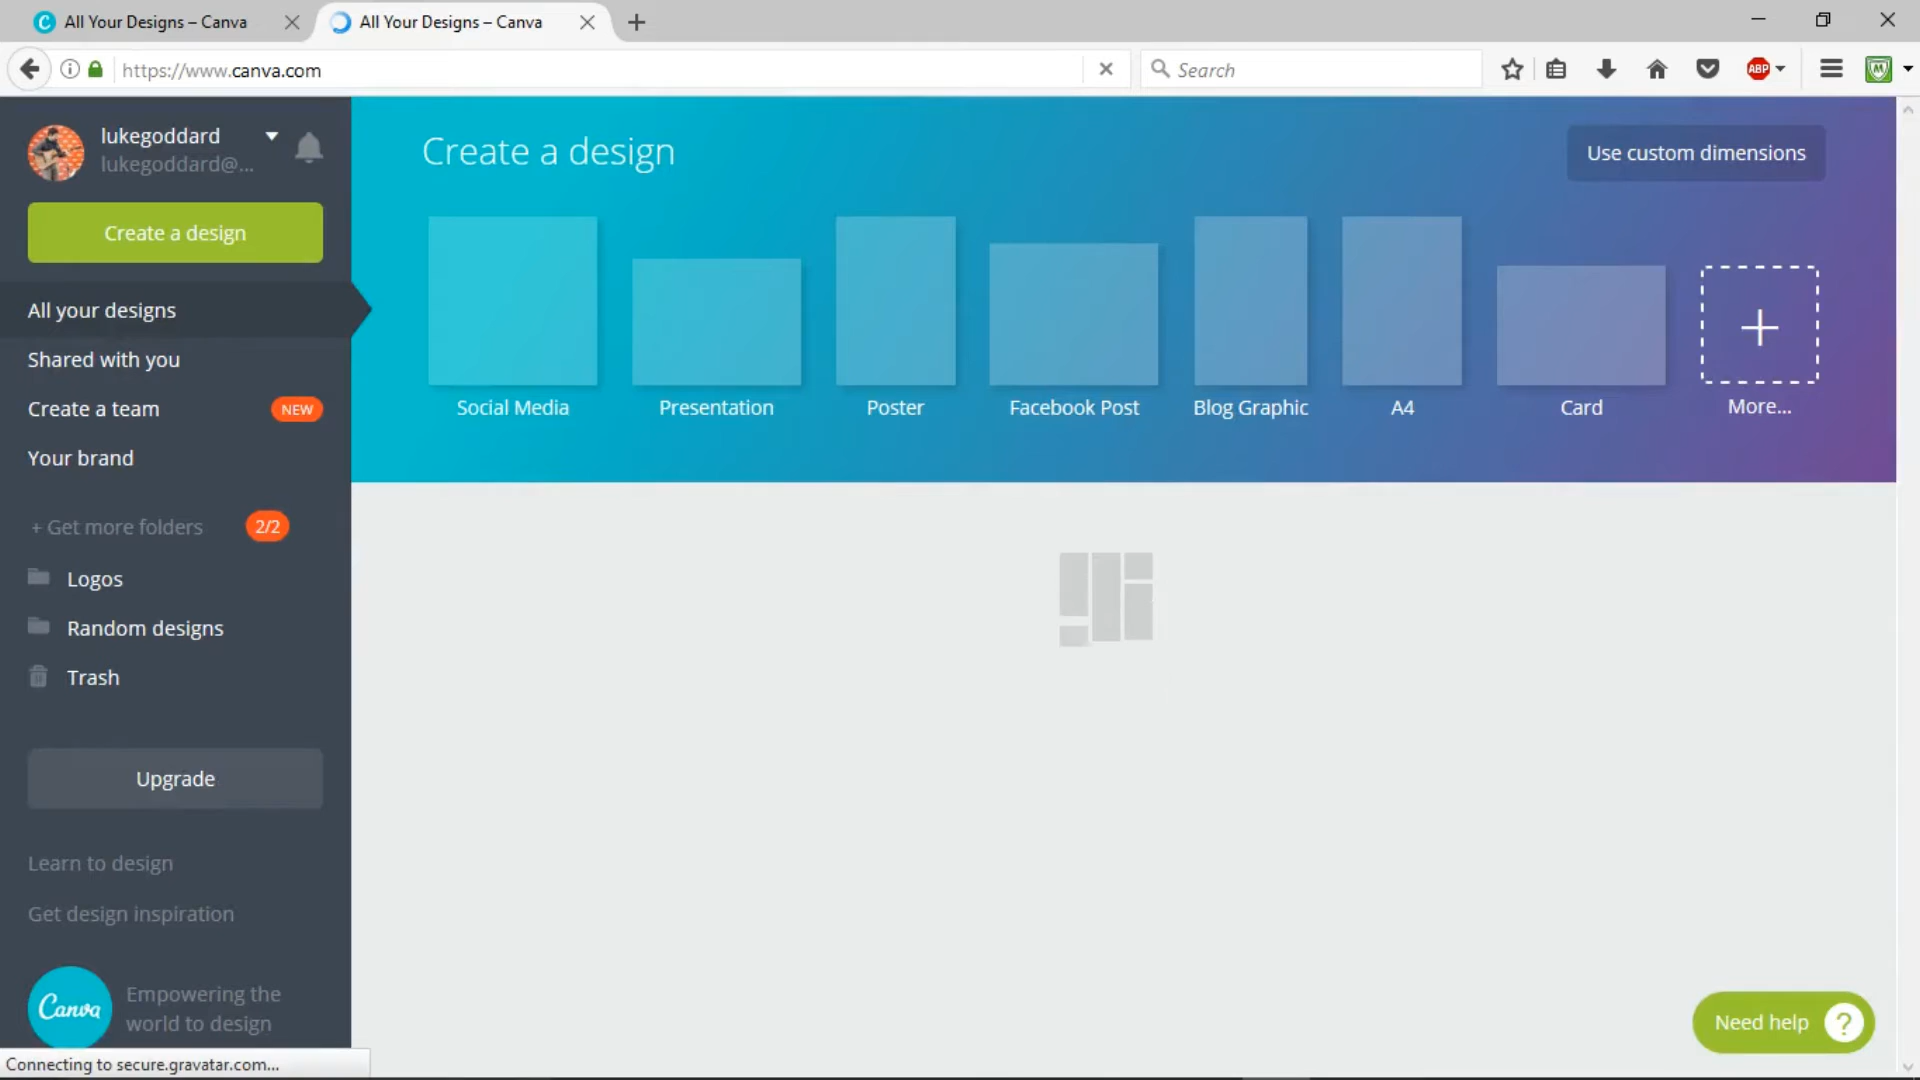 All Your Designs – Canva
All Your Designs – Canva
https://www.canva.com
Search
ABP
lukegoddard
lukegoddard@...
Create a design
All your designs
Shared with you
Create a team NEW
Your brand
+ Get more folders 2/2
Logos
Random designs
Trash
Upgrade
Learn to design
Get design inspiration
Canva
Empowering the
world to design
Connecting to secure.gravatar.com...
Create a design
Use custom dimensions
Social Media
Presentation
Poster
Facebook Post
Blog Graphic
A4
Card
More...
Need help ?